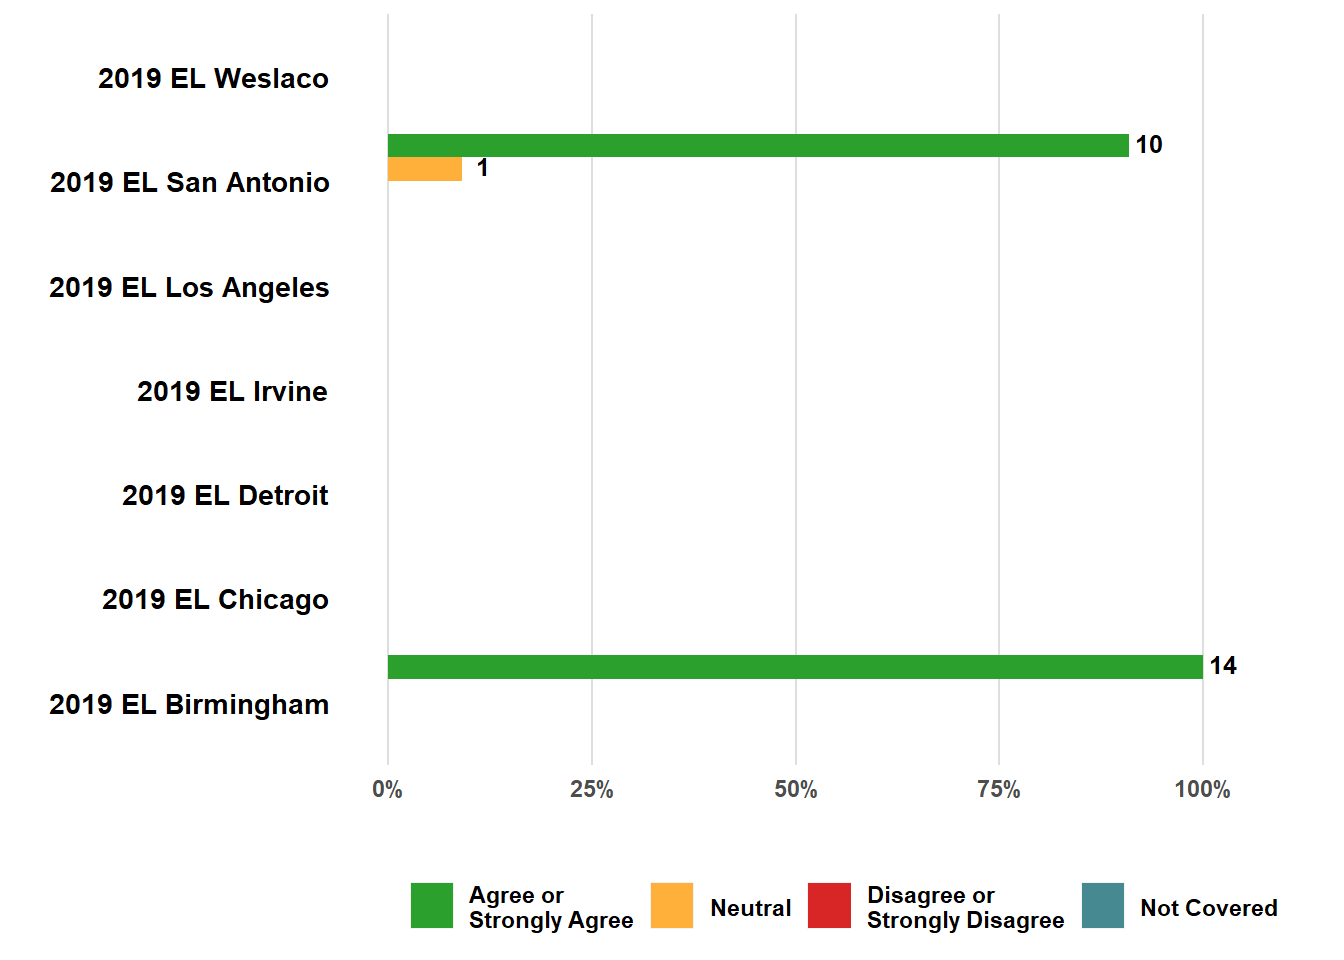 2019 EL Weslaco
10
1
2019 EL San Antonio
2019 EL Los Angeles
2019 EL Irvine
2019 EL Detroit
2019 EL Chicago
14
2019 EL Birmingham
0% 25% 50% 75% 100%
Agree or
Strongly Agree
Neutral
Disagree or
Strongly Disagree
Not Covered